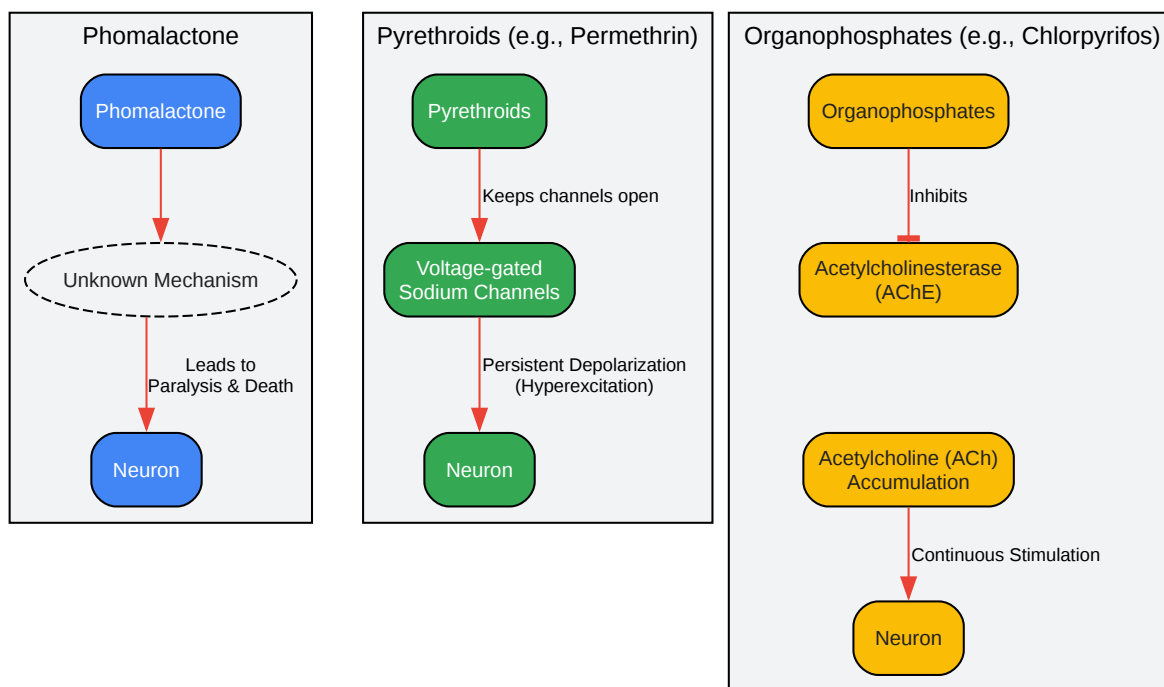 Phomalactone
Phomalactone
Unknown Mechanism
Leads to
Paralysis & Death
Neuron
Pyrethroids (e.g., Permethrin)
Pyrethroids
Keeps channels open
Voltage-gated
Sodium Channels
Persistent Depolarization
(Hyperexcitation)
Neuron
Organophosphates (e.g., Chlorpyrifos)
Organophosphates
Inhibits
Acetylcholinesterase
(AChE)
Acetylcholine (ACh)
Accumulation
Continuous Stimulation
Neuron